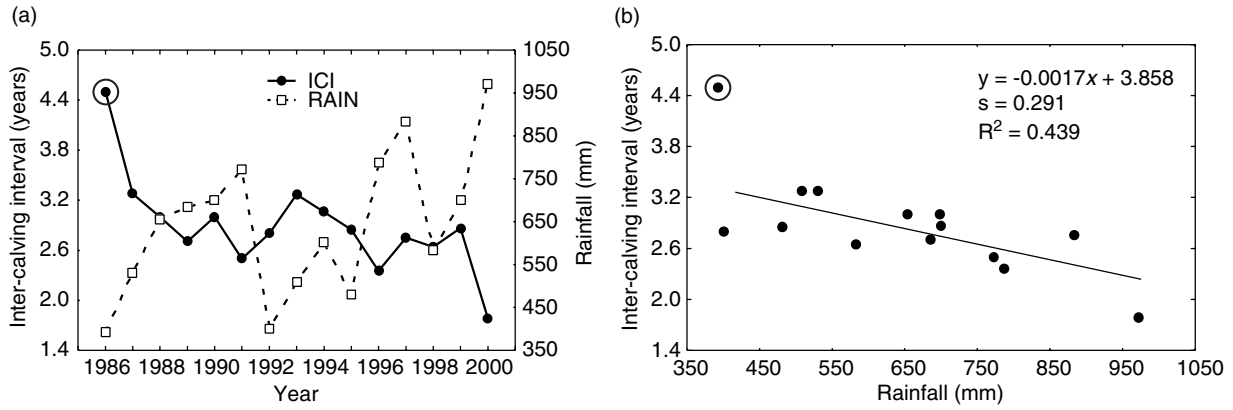 (a)
5.0
4.4
3.8
3.2
2.6
2.0
1.4
Inter-calving interval (years)
ICI
RAIN
1050
950
850
750
650
550
450
350
Rainfall (mm)
1986 1988 1990 1992 1994 1996 1998 2000
Year
(b)
5.0
4.4
3.8
3.2
2.6
2.0
1.4
Inter-calving interval (years)
y = -0.0017x + 3.858
s = 0.291
R² = 0.439
350 450 550 650 750 850 950 1050
Rainfall (mm)